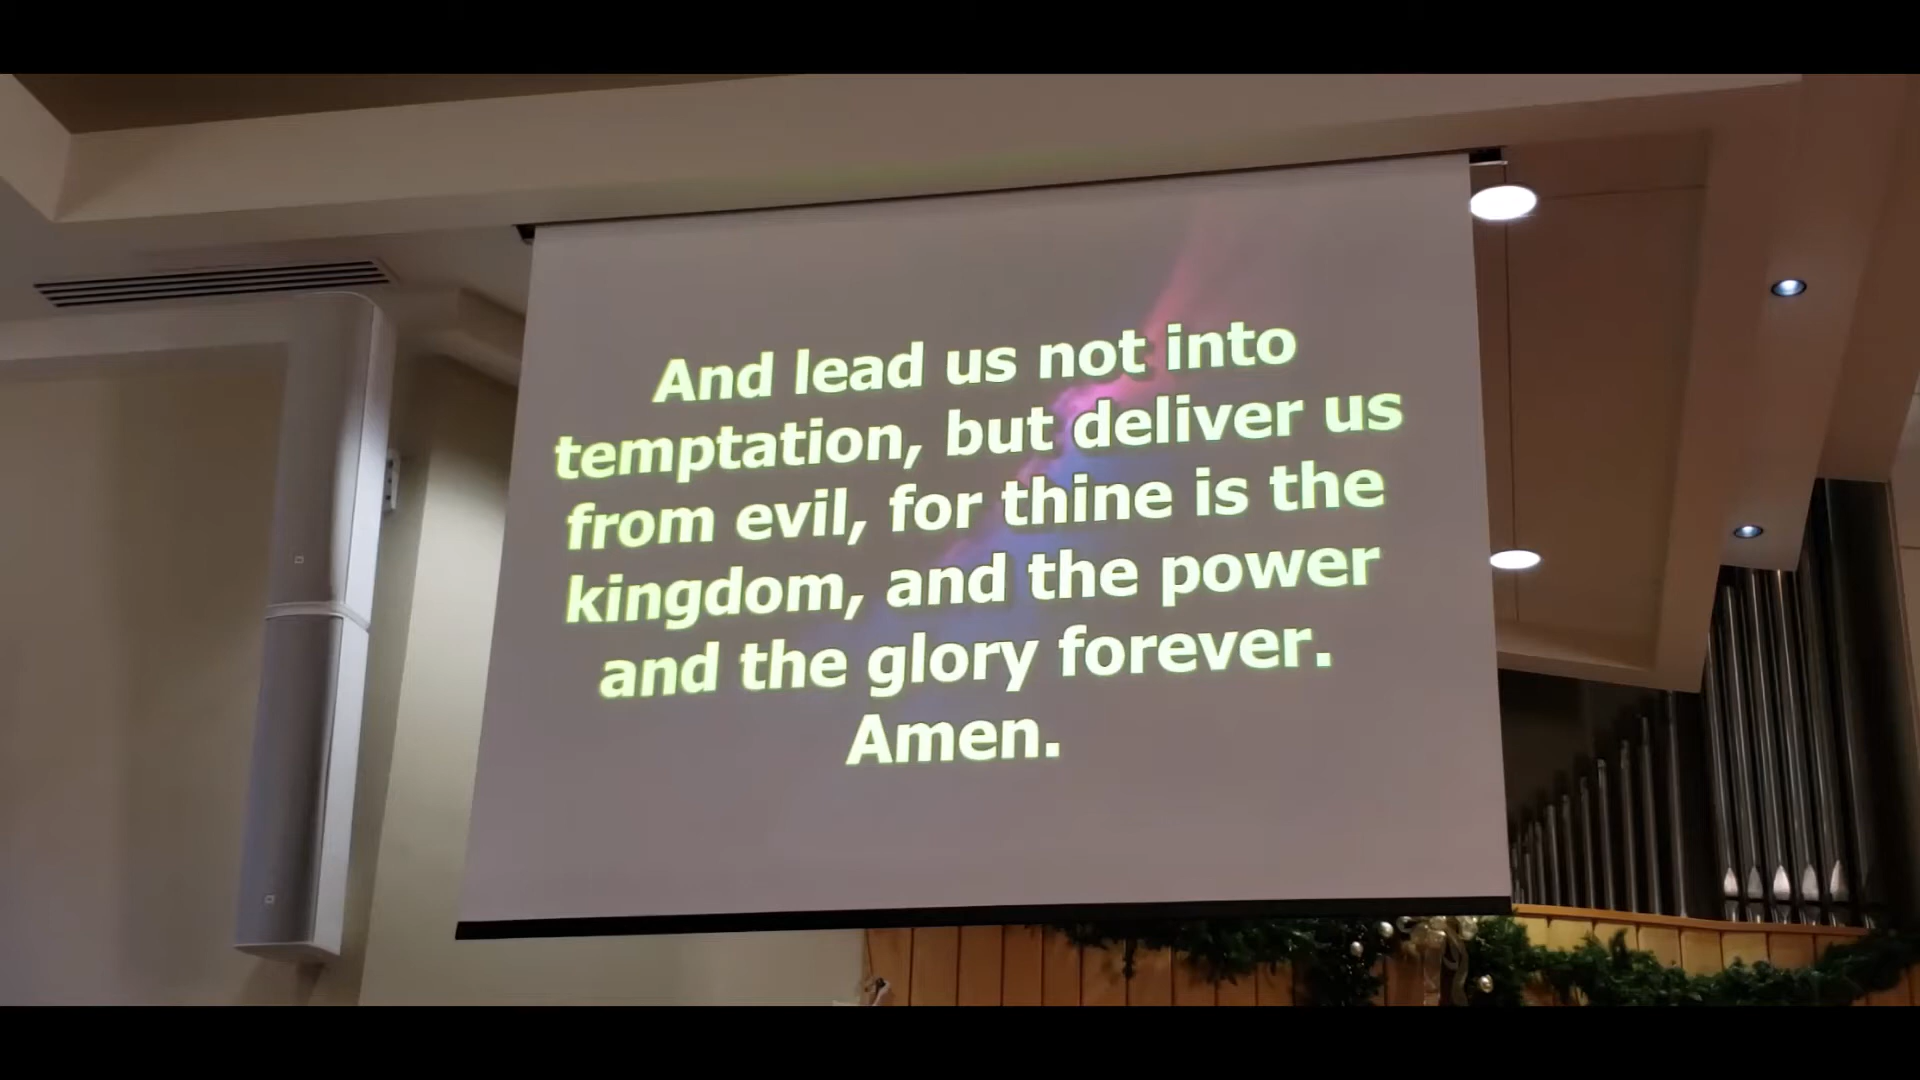 And lead us not into
temptation, but deliver us
from evil, for thine is the
kingdom, and the power
and the glory forever.
Amen.